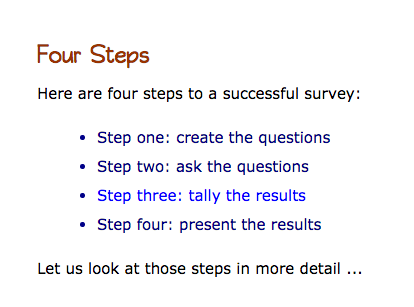 Four Steps
Here are four steps to a successful survey:
• Step one: create the questions
• Step two: ask the questions
• Step three: tally the results
• Step four: present the results
Let us look at those steps in more detail ...